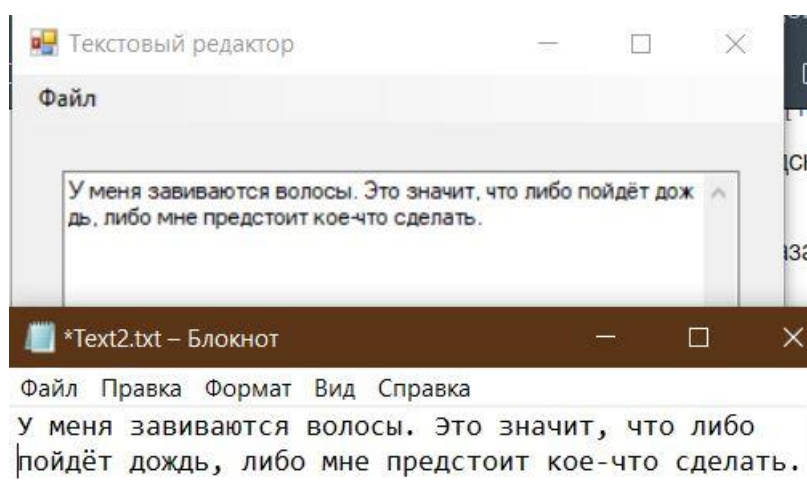 Текстовый редактор
Файл
У меня завиваются волосы. Это значит, что либо пойдёт дож
дь, либо мне предстоит кое-что сделать.
*Text2.txt – Блокнот
Файл Правка Формат Вид Справка
У меня завиваются волосы. Это значит, что либо
пойдёт дождь, либо мне предстоит кое-что сделать.